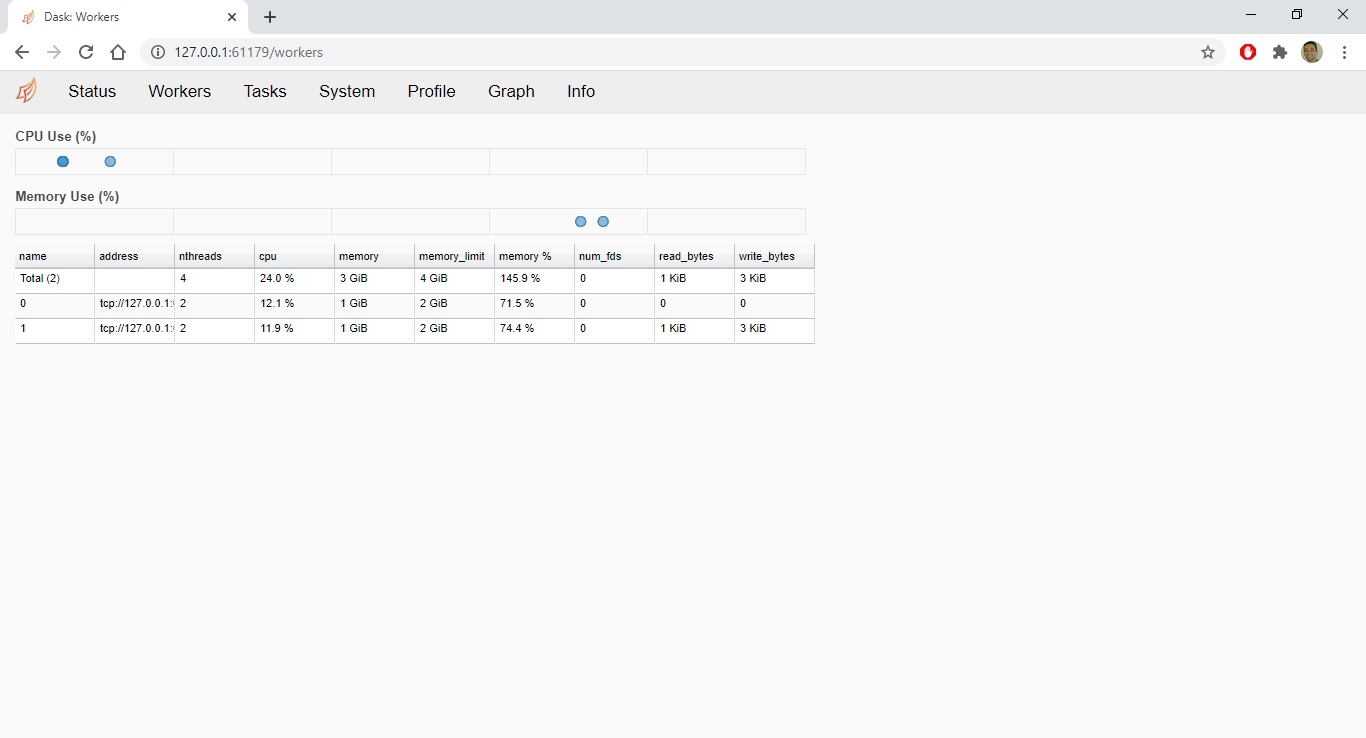 Dask: Workers
127.0.0.1:61179/workers
Status Workers Tasks System Profile Graph Info
CPU Use (%)
Memory Use (%)
name address nthreads cpu memory memory_limit memory % num_fds read_bytes write_bytes
Total (2) 4 24.0 % 3 GiB 4 GiB 145.9 % 0 1 KiB 3 KiB
0 tcp://127.0.0.1: 2 12.1 % 1 GiB 2 GiB 71.5 % 0 0 0
1 tcp://127.0.0.1: 2 11.9 % 1 GiB 2 GiB 74.4 % 0 1 KiB 3 KiB